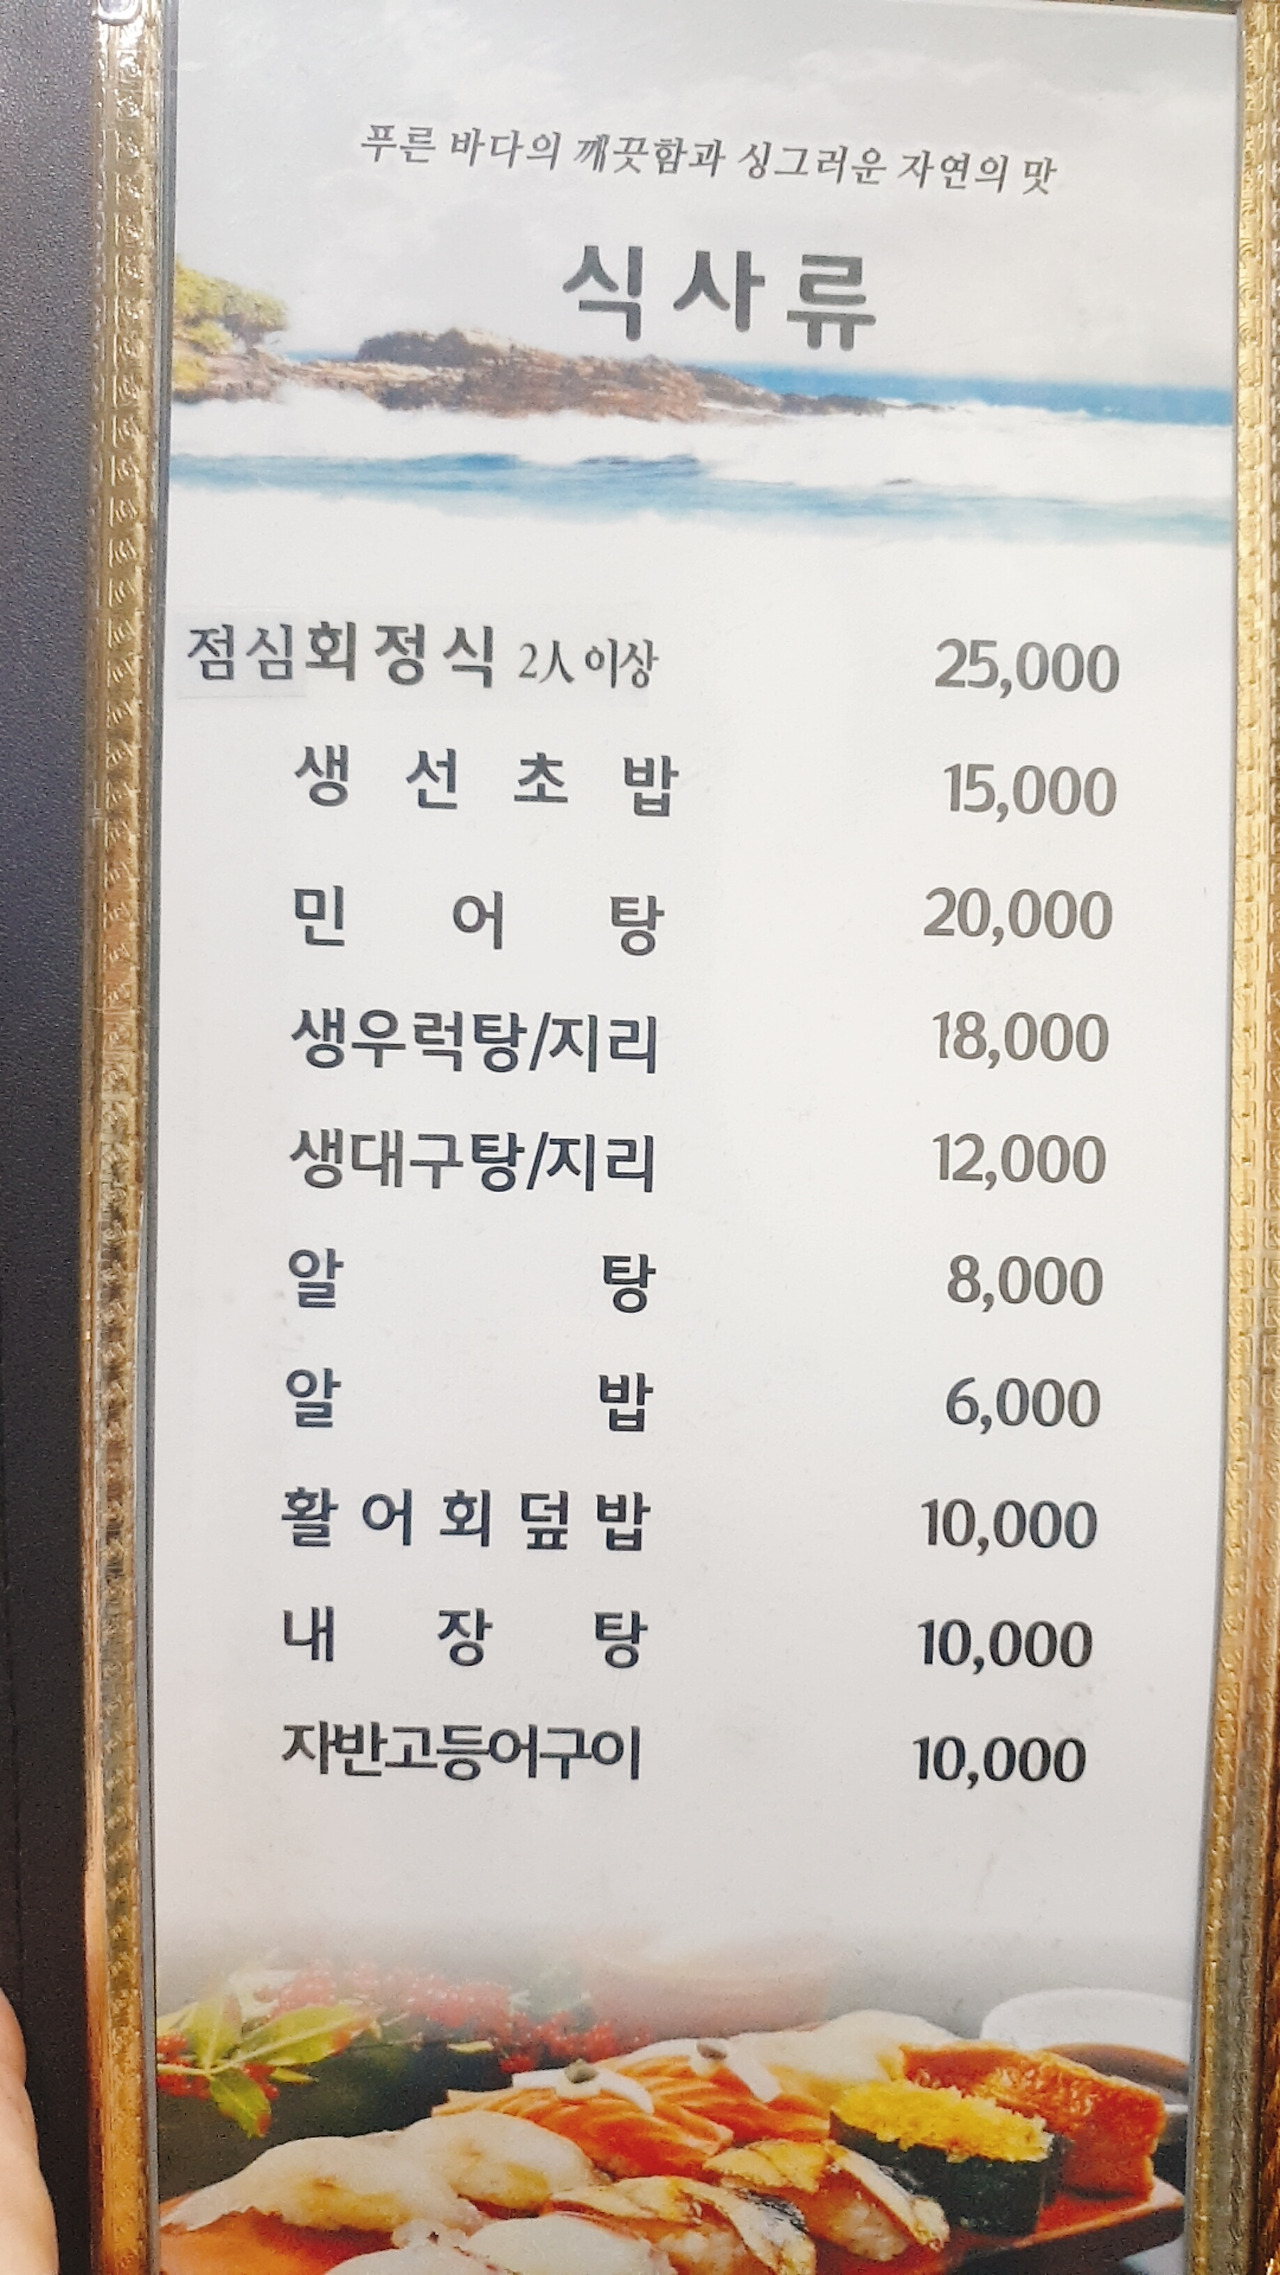 푸른 바다의 깨끗함과 싱그러운 자연의 맛
식사류
점심회정식 2人이상 25,000
생선초밥 15,000
민어탕 20,000
생우럭탕/지리 18,000
생대구탕/지리 12,000
알탕 8,000
알밥 6,000
활어회덮밥 10,000
내장탕 10,000
자반고등어구이 10,000